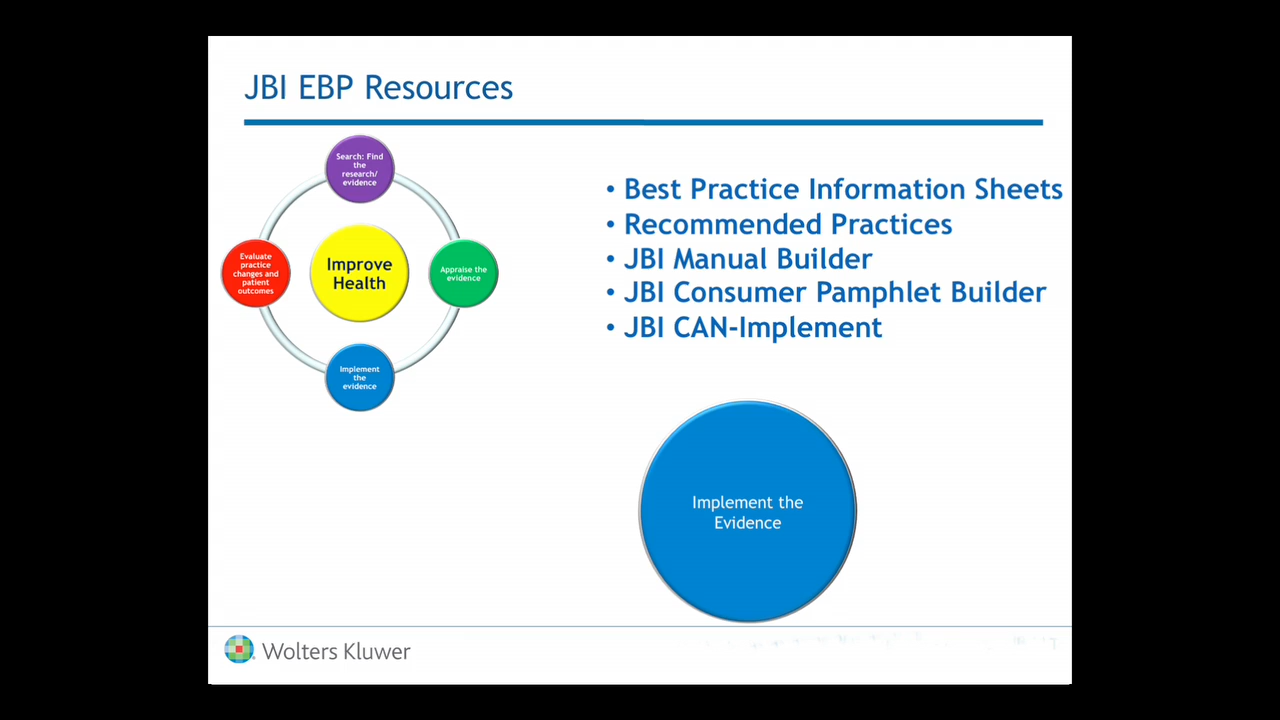 JBI EBP Resources
Search: Find
the
research/
evidence
Evaluate
practice
changes and
patient
outcomes
Improve
Health
Appraise the
evidence
Implement
the
evidence
• Best Practice Information Sheets
• Recommended Practices
• JBI Manual Builder
• JBI Consumer Pamphlet Builder
• JBI CAN-Implement
Implement the
Evidence
Wolters Kluwer